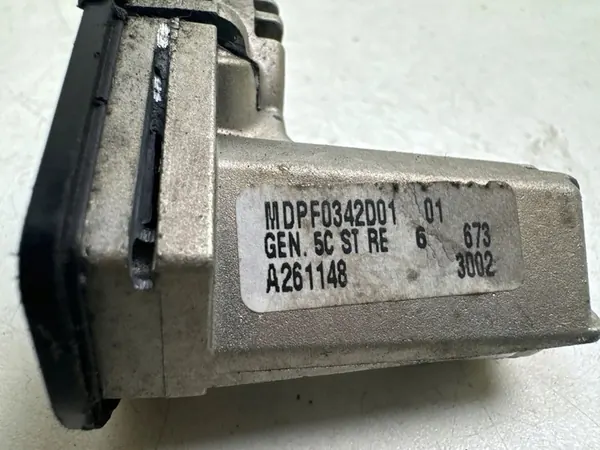 MDPF0342D01 01
GEN. 5C ST RE 6 673
A261148 3002